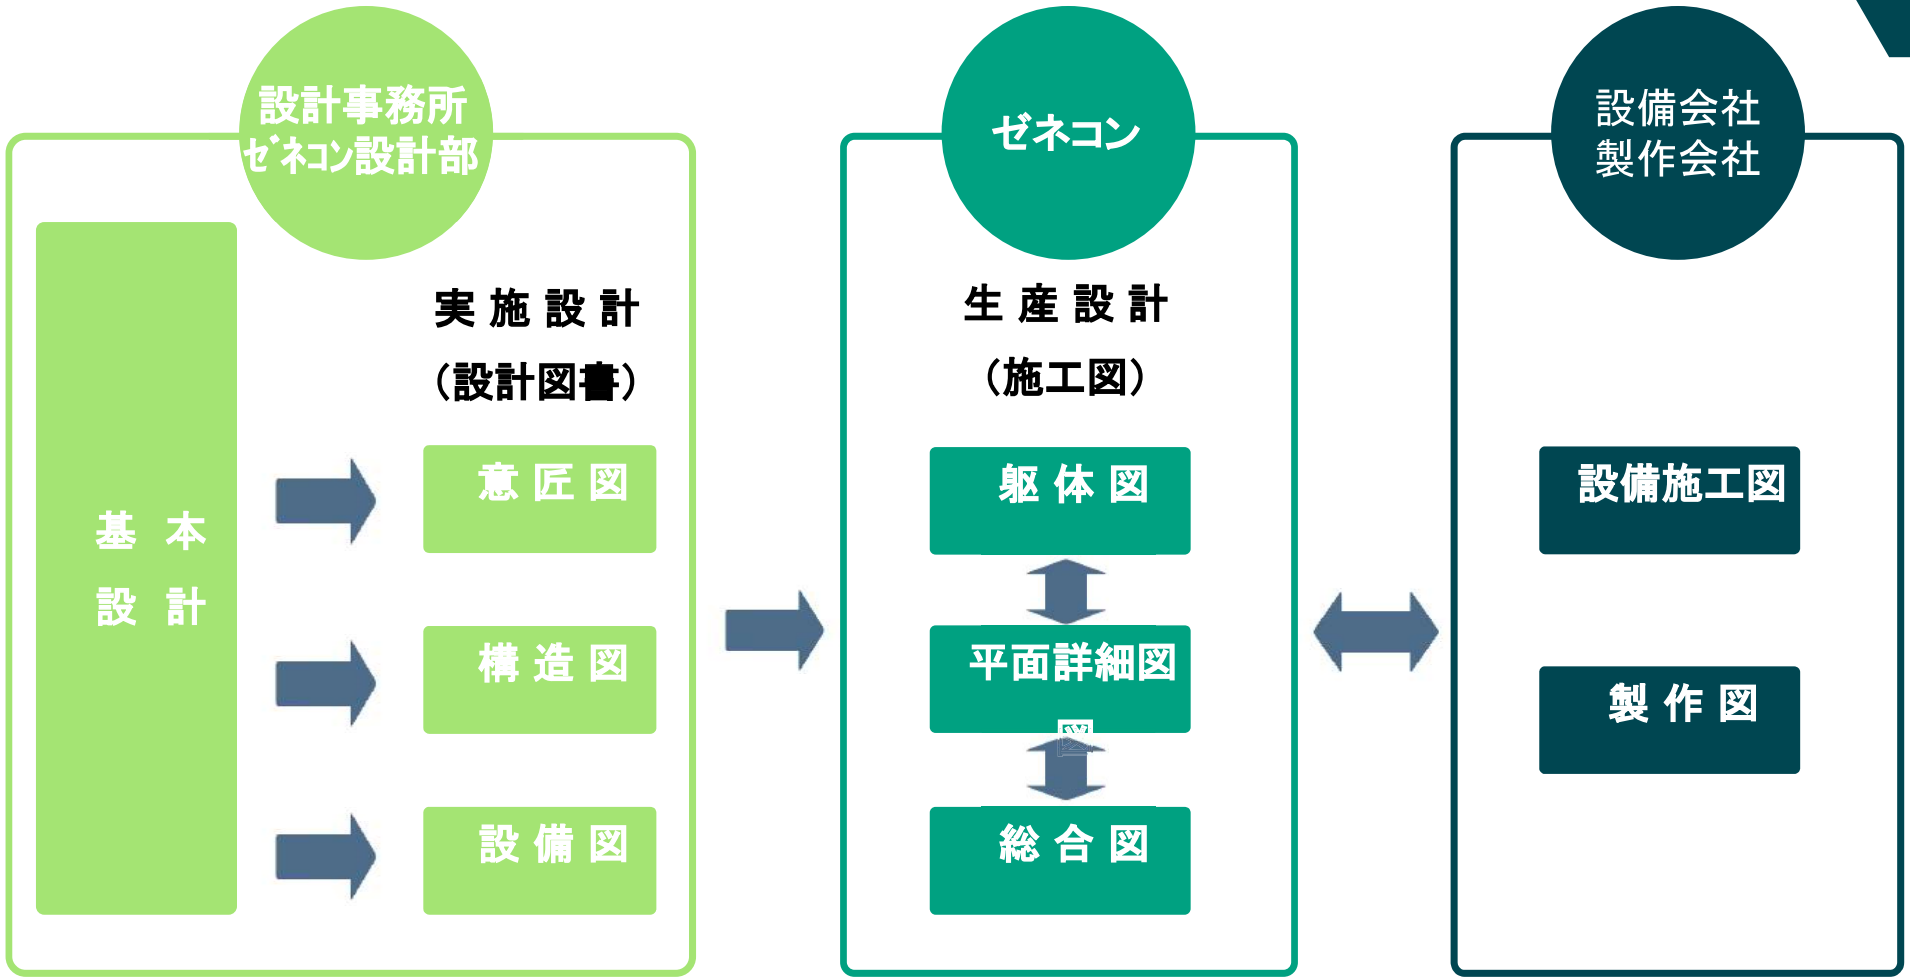 設計事務所
ｾﾞﾈｺﾝ設計部
基本
設計
実施設計
（設計図書）
意匠図
構造図
設備図
ゼネコン
生産設計
（施工図）
躯体図
平面詳細図
図
総合図
設備会社
製作会社
設備施工図
製作図